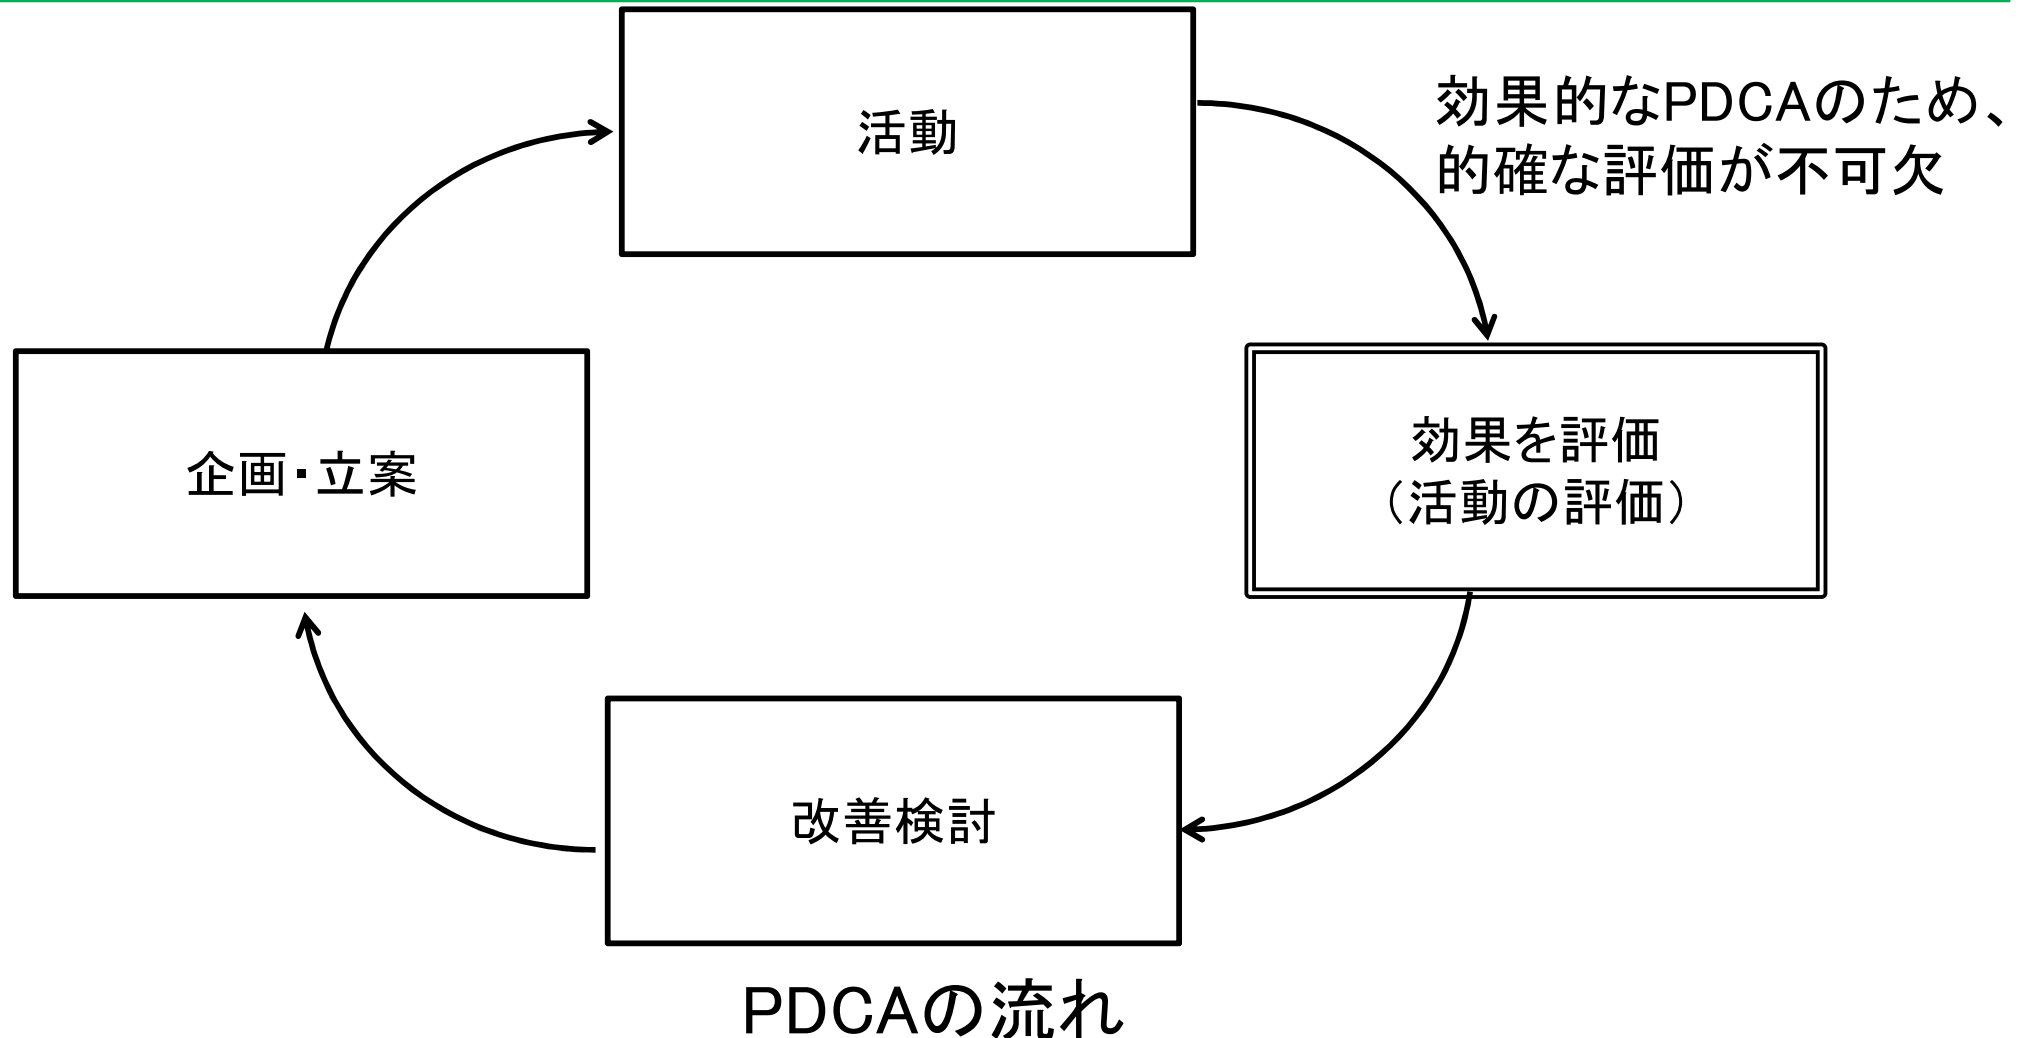 活動
効果的なPDCAのため、
的確な評価が不可欠
企画・立案
効果を評価
（活動の評価）
改善検討
PDCAの流れ